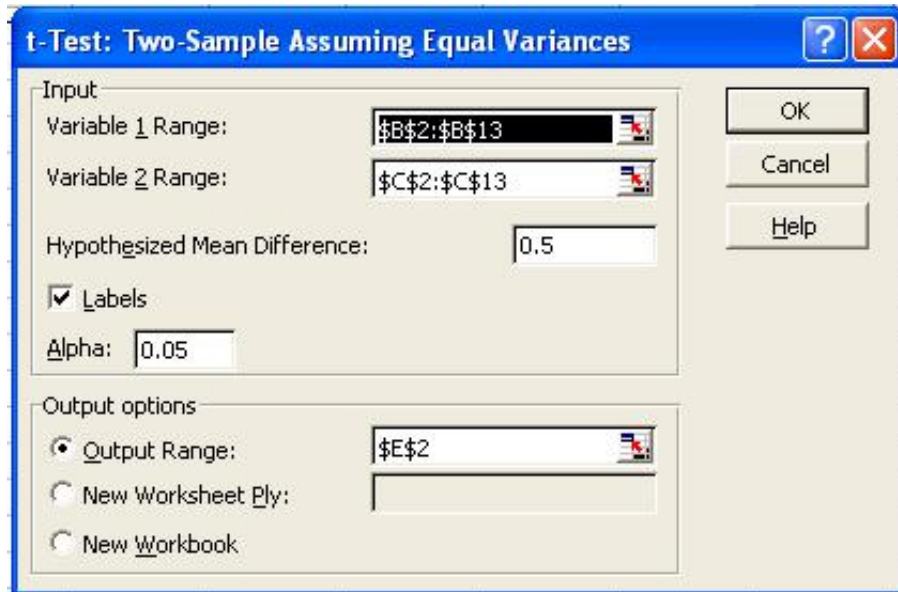 t-Test: Two-Sample Assuming Equal Variances
Input
Variable 1 Range: $B$2:$B$13
Variable 2 Range: $C$2:$C$13
Hypothesized Mean Difference: 0.5
Labels
Alpha: 0.05
OK
Cancel
Help
Output options
Output Range: $E$2
New Worksheet Ply:
New Workbook